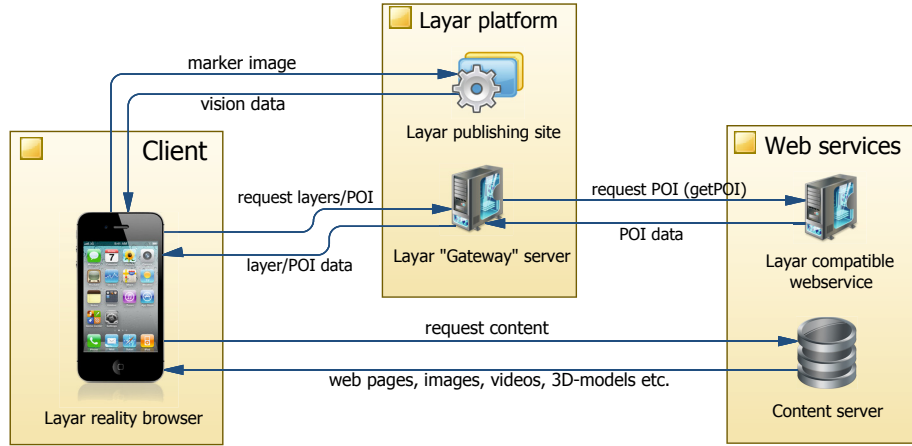 Layar platform
marker image
vision data
Layar publishing site
Client
Web services
request layers/POI
request POI (getPOI)
layer/POI data
Layar "Gateway" server
POI data
Layar compatible
webservice
request content
web pages, images, videos, 3D-models etc.
Layar reality browser
Content server